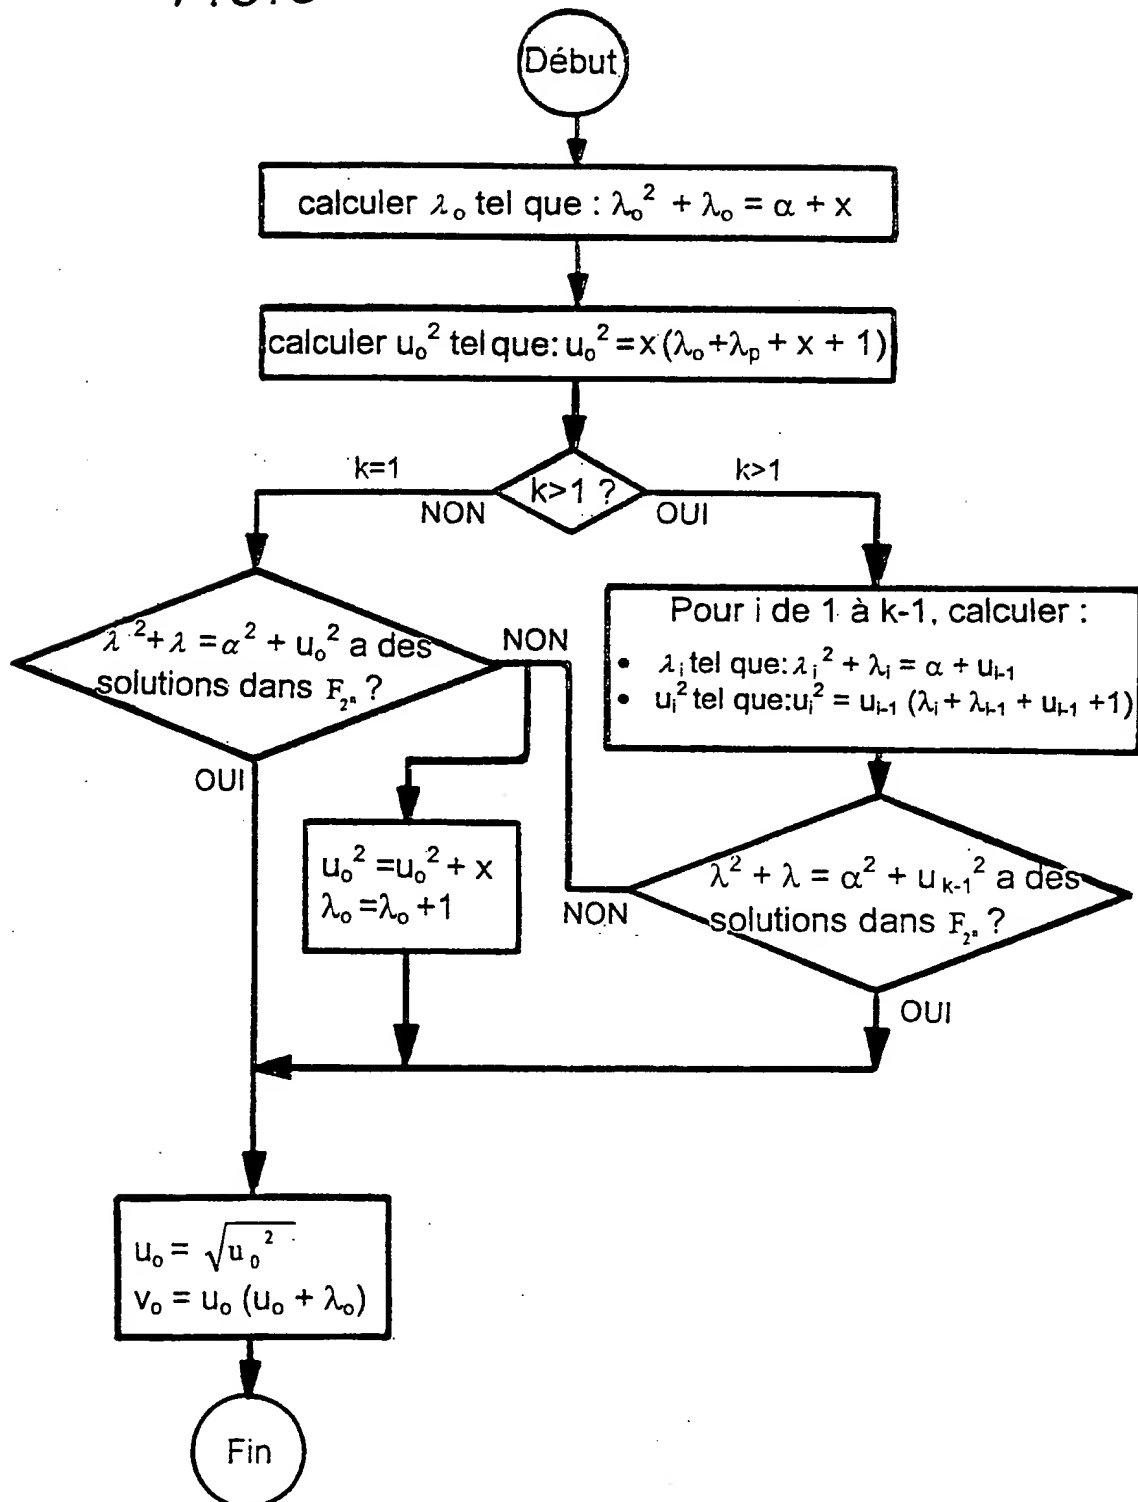 Début
calculer λ₀ tel que : λ₀² + λ₀ = α + x
calculer u₀² tel que: u₀² = x (λ₀+λₚ + x + 1)
k=1
k>1 ?
k>1
NON
OUI
λ² + λ = α² + u₀² a des
solutions dans F₂ⁿ ?
NON
OUI
Pour i de 1 à k-1, calculer :
• λᵢ tel que: λᵢ² + λᵢ = α + uᵢ₋₁
• uᵢ² tel que: uᵢ² = uᵢ₋₁ (λᵢ + λᵢ₋₁ + uᵢ₋₁ +1)
u₀² =u₀² + x
λ₀ =λ₀ +1
λ² + λ = α² + uₖ₋₁² a des
solutions dans F₂ⁿ ?
NON
OUI
u₀ = √u₀²
v₀ = u₀ (u₀ + λ₀)
Fin